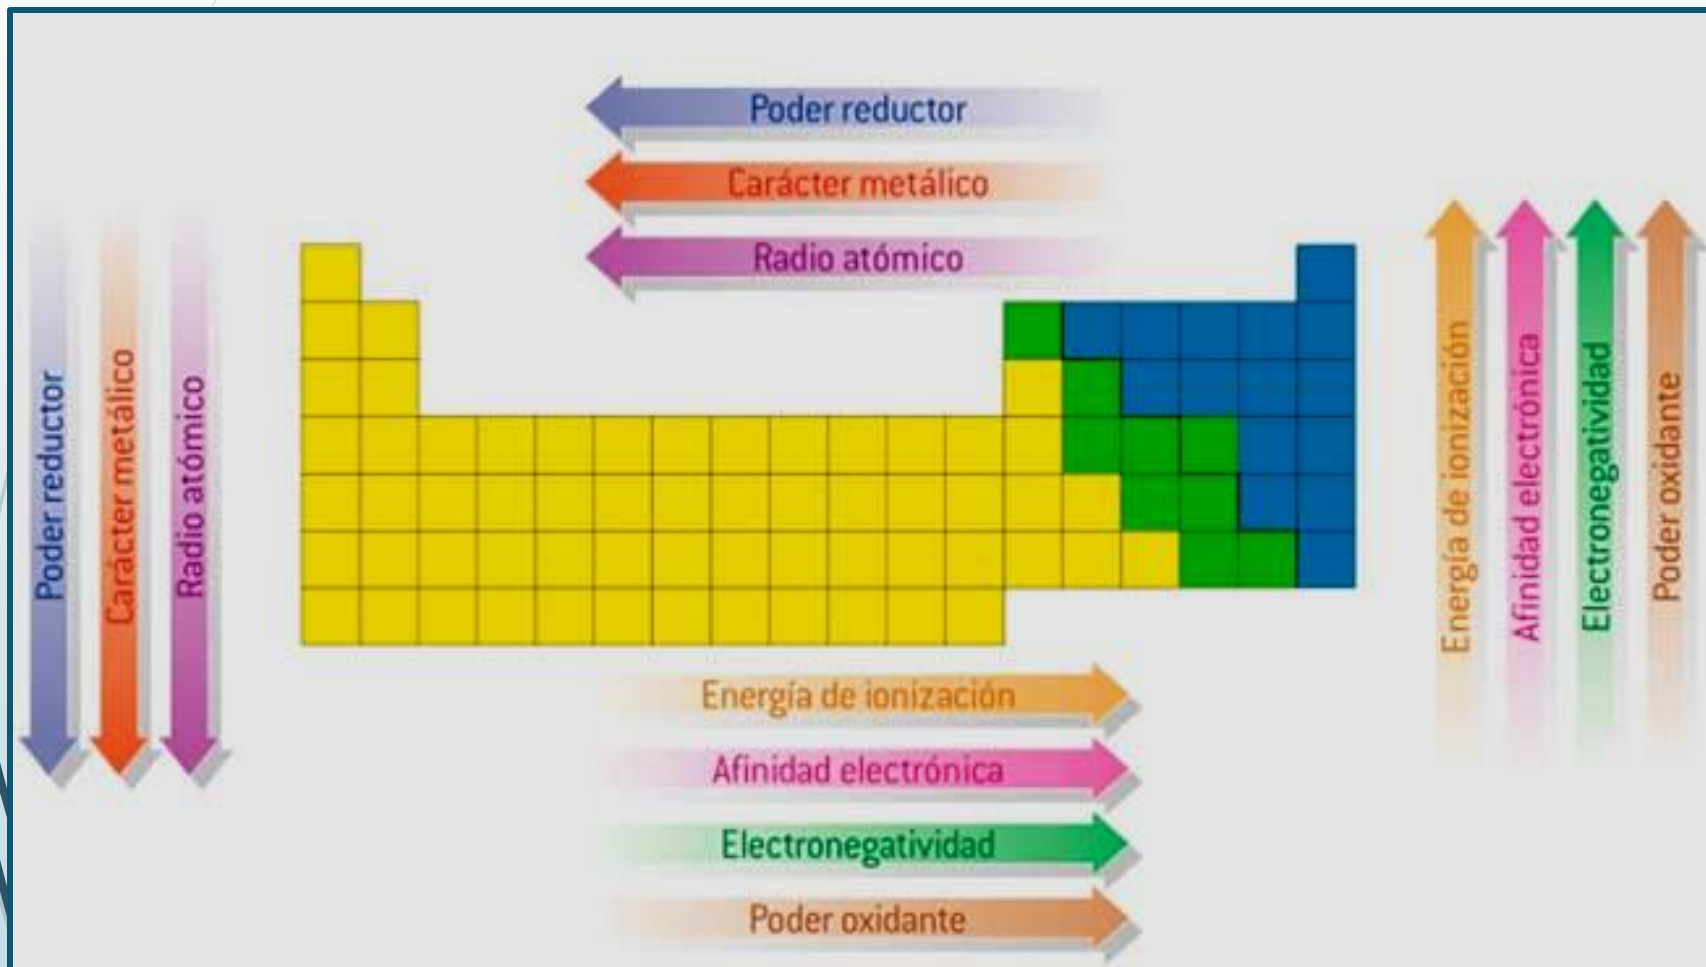 Poder reductor
Carácter metálico
Radio atómico
Poder reductor
Carácter metálico
Radio atómico
Energía de ionización
Afinidad electrónica
Electronegatividad
Poder oxidante
Energía de ionización
Afinidad electrónica
Electronegatividad
Poder oxidante